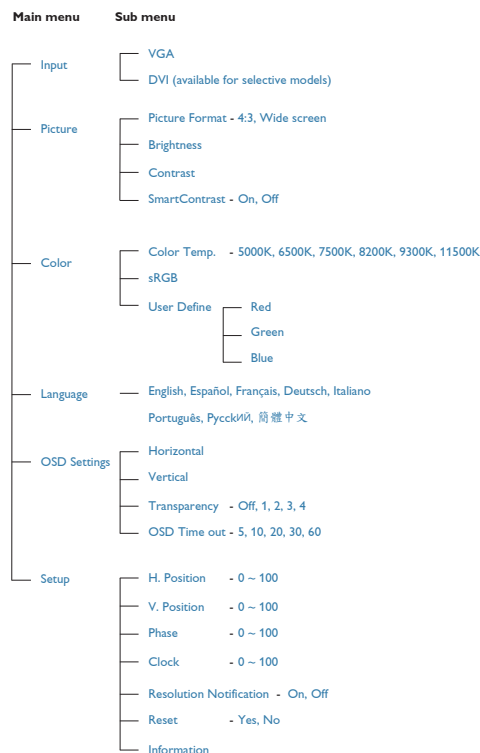 Main menu Sub menu
Input
VGA
DVI (available for selective models)
Picture
Picture Format - 4:3, Wide screen
Brightness
Contrast
SmartContrast - On, Off
Color
Color Temp. - 5000K, 6500K, 7500K, 8200K, 9300K, 11500K
sRGB
User Define
Red
Green
Blue
Language
English, Español, Français, Deutsch, Italiano
Português, РусскИЙ, 簡體中文
OSD Settings
Horizontal
Vertical
Transparency - Off, 1, 2, 3, 4
OSD Time out - 5, 10, 20, 30, 60
Setup
H. Position - 0 ~ 100
V. Position - 0 ~ 100
Phase - 0 ~ 100
Clock - 0 ~ 100
Resolution Notification - On, Off
Reset - Yes, No
Information